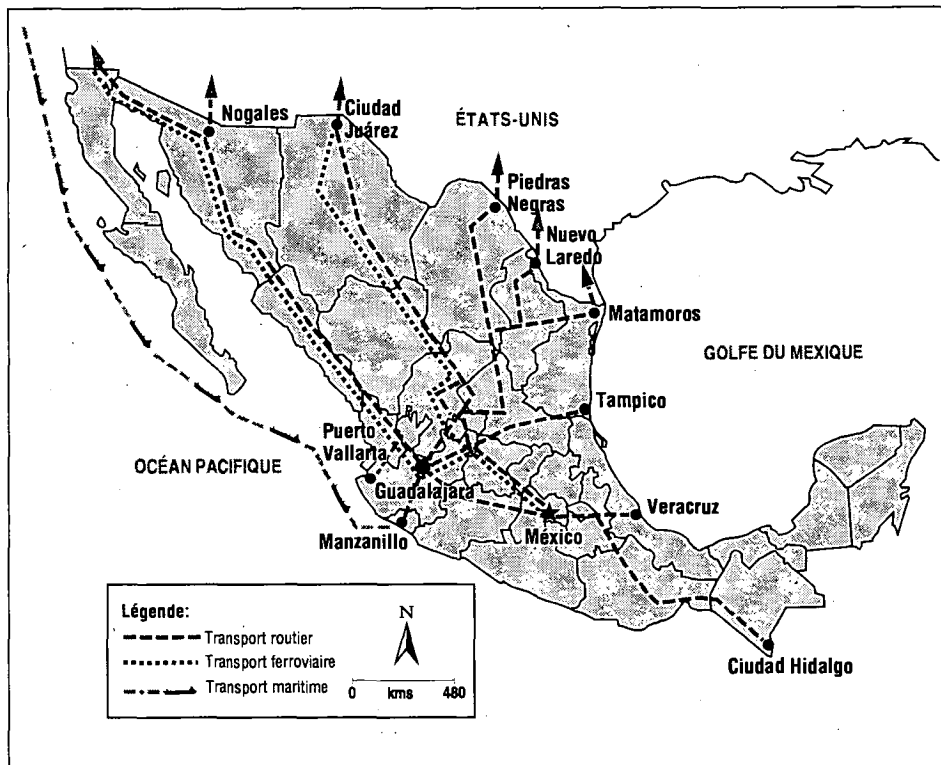 Nogales
Ciudad
Juárez
ÉTATS-UNIS
Piedras
Negras
Nuevo
Laredo
Matamoros
GOLFE DU MEXIQUE
Tampico
Puerto
Vallarta
OCÉAN PACIFIQUE
Guadalajara
Manzanillo
México
Veracruz
Ciudad Hidalgo
Légende:
Transport routier
Transport ferroviaire
Transport maritime
N
0 kms 480